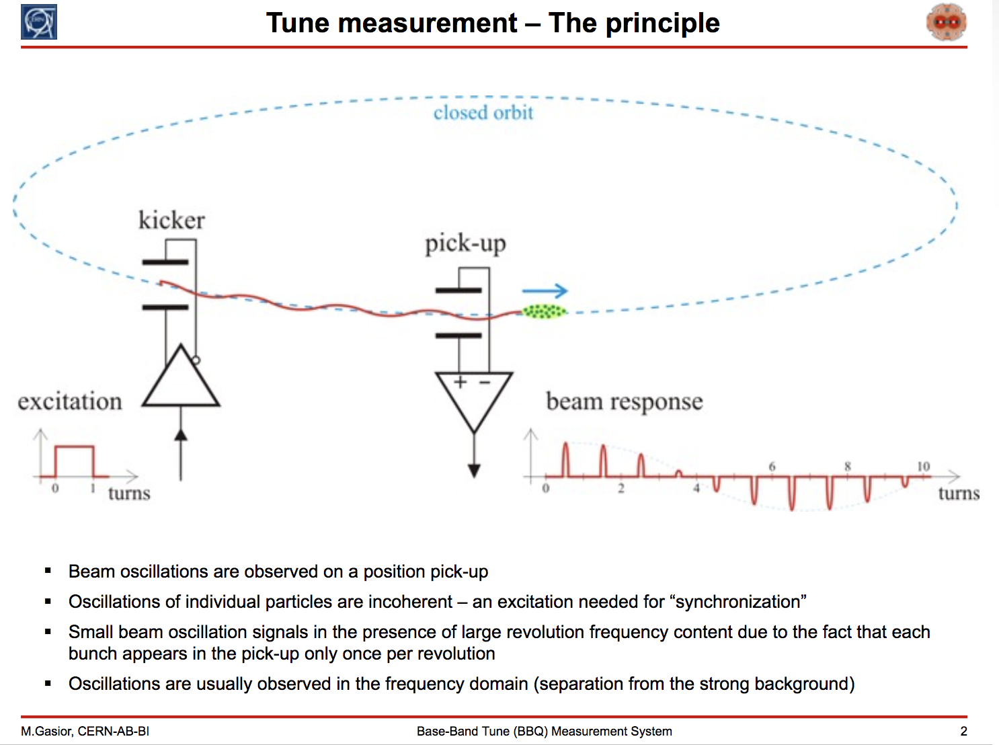 CERN
Tune measurement – The principle
closed orbit
kicker
pick-up
+ −
excitation
beam response
0 1 turns
6 8 10
0 2 4 turns
▪ Beam oscillations are observed on a position pick-up
▪ Oscillations of individual particles are incoherent – an excitation needed for “synchronization”
▪ Small beam oscillation signals in the presence of large revolution frequency content due to the fact that each
bunch appears in the pick-up only once per revolution
▪ Oscillations are usually observed in the frequency domain (separation from the strong background)
M.Gasior, CERN-AB-BI
Base-Band Tune (BBQ) Measurement System
2